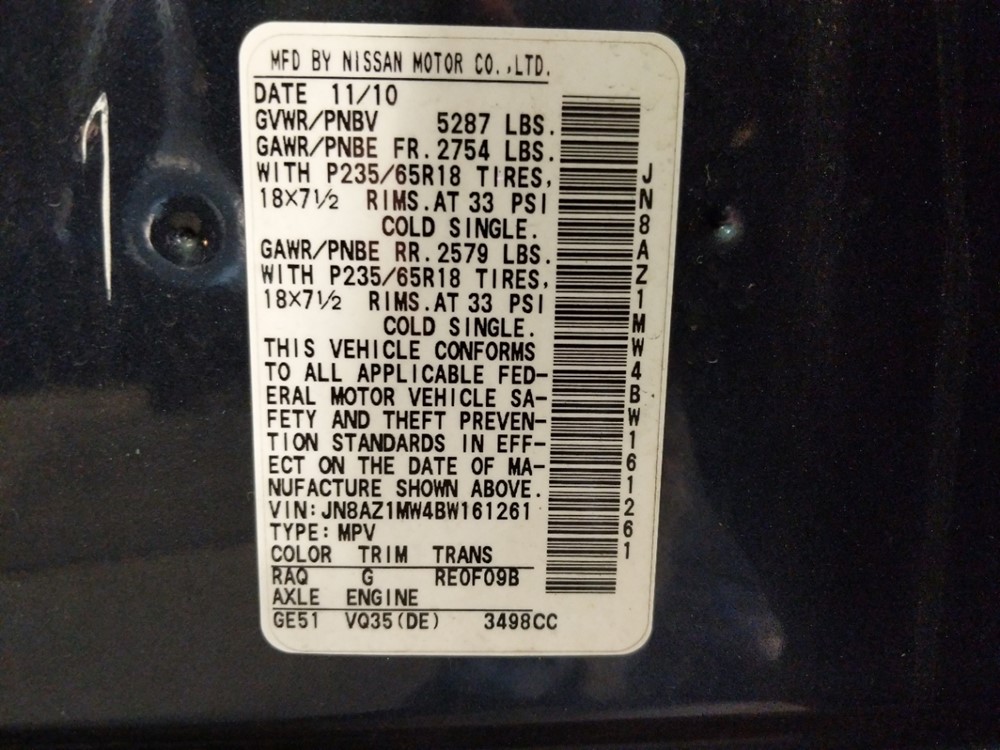 MFD BY NISSAN MOTOR CO.,LTD.
DATE 11/10
GVWR/PNBV 5287 LBS.
GAWR/PNBE FR. 2754 LBS.
WITH P235/65R18 TIRES,
18X7½ RIMS.AT 33 PSI
COLD SINGLE.
GAWR/PNBE RR. 2579 LBS.
WITH P235/65R18 TIRES,
18X7½ RIMS.AT 33 PSI
COLD SINGLE.
THIS VEHICLE CONFORMS
TO ALL APPLICABLE FED-
ERAL MOTOR VEHICLE SA-
FETY AND THEFT PREVEN-
TION STANDARDS IN EFF-
ECT ON THE DATE OF MA-
NUFACTURE SHOWN ABOVE.
VIN:JN8AZ1MW4BW161261
TYPE:MPV
COLOR TRIM TRANS
RAQ G RE0F09B
AXLE ENGINE
GE51 VQ35(DE) 3498CC
JN8AZ1MW4BW161261
1